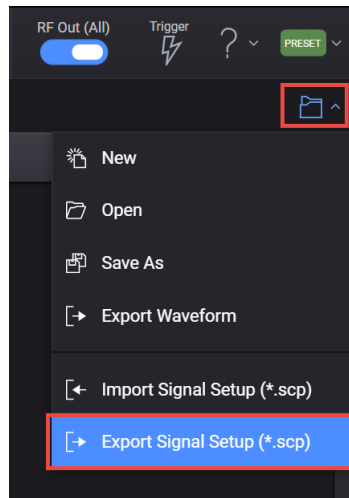 RF Out (All) Trigger
PRESET
New
Open
Save As
Export Waveform
Import Signal Setup (*.scp)
Export Signal Setup (*.scp)